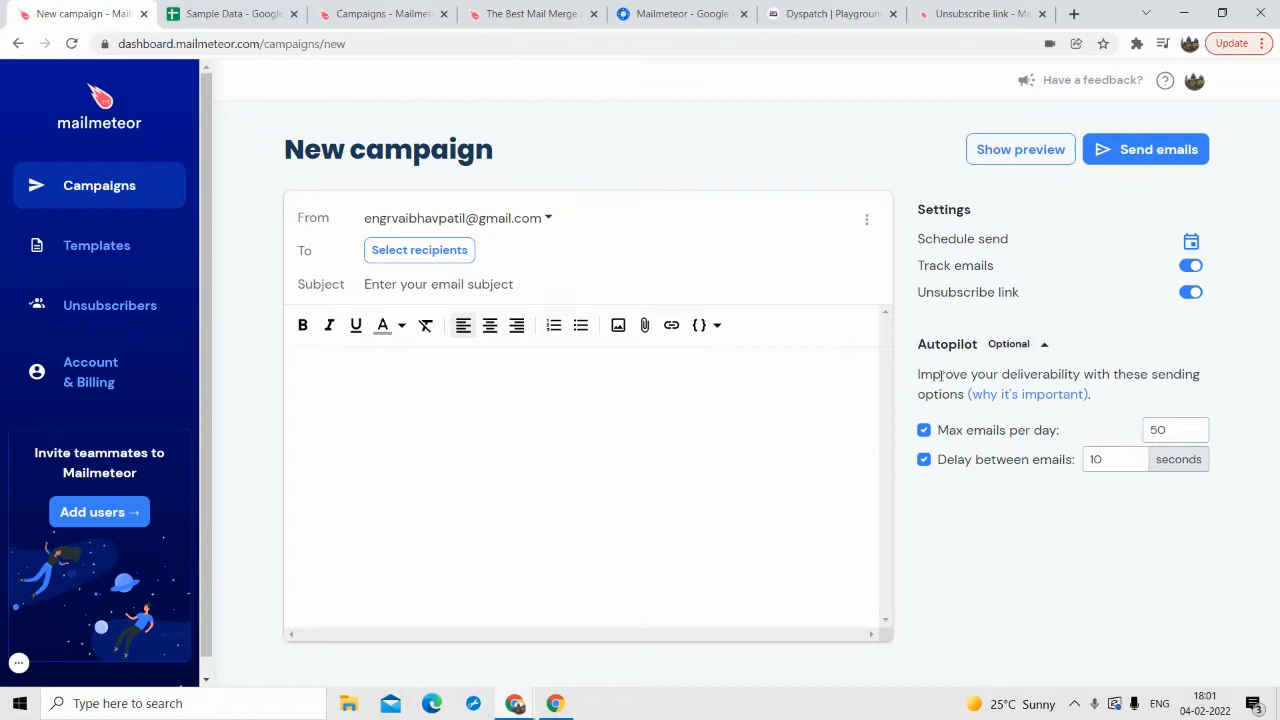 New campaign - Mail
Sample Data - Google
Campaigns - Mailmet
The Best Mail Merge
Mailmeteor - Google
Dyspatch | Playgroun
Unsubscribe link - Ma
dashboard.mailmeteor.com/campaigns/new
Update
mailmeteor
Have a feedback?
New campaign
Show preview
Send emails
Campaigns
Templates
Unsubscribers
Account
& Billing
Invite teammates to
Mailmeteor
Add users →
From engrvaibhavpatil@gmail.com
To Select recipients
Subject Enter your email subject
B I U A { }
Settings
Schedule send
Track emails
Unsubscribe link
Autopilot Optional
Improve your deliverability with these sending
options (why it's important).
Max emails per day: 50
Delay between emails: 10 seconds
Type here to search
25°C Sunny
ENG
18:01
04-02-2022
3